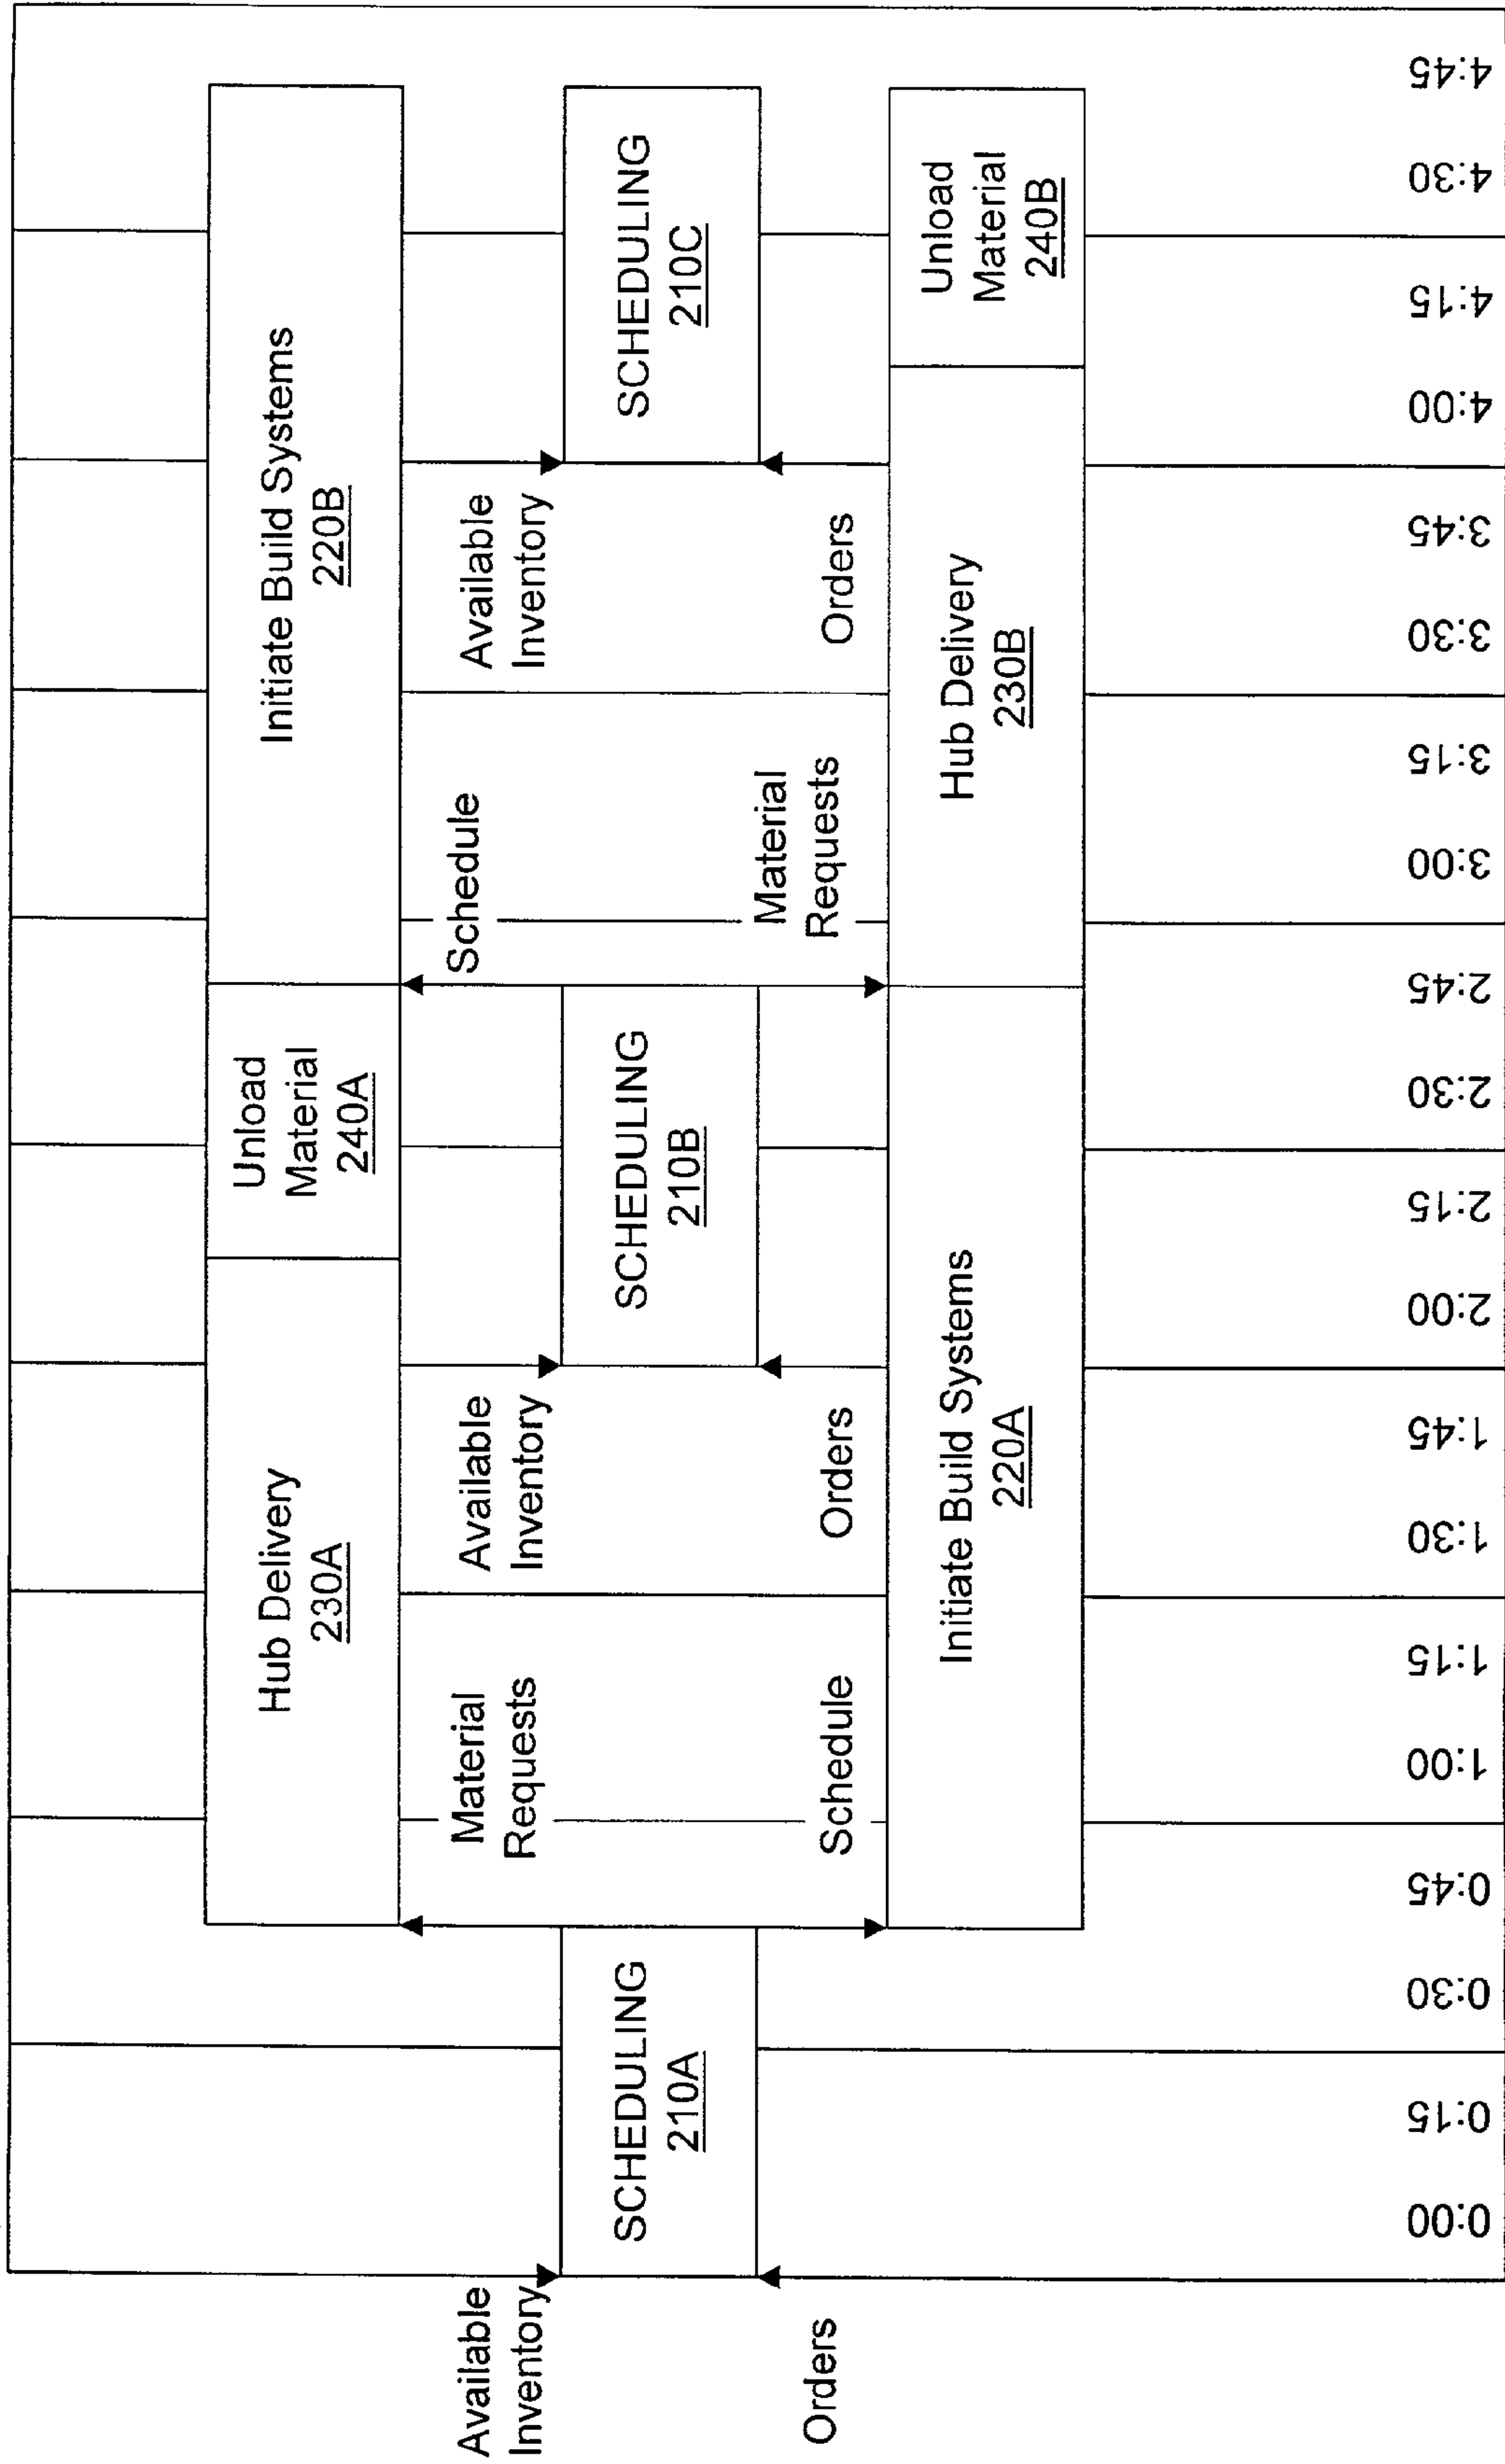 Available
Inventory
Orders
SCHEDULING
210A
Hub Delivery
230A
Unload
Material
240A
Initiate Build Systems
220B
Material
Requests
Available
Inventory
Schedule
Available
Inventory
SCHEDULING
210B
SCHEDULING
210C
Schedule
Orders
Material
Requests
Orders
Initiate Build Systems
220A
Hub Delivery
230B
Unload
Material
240B
0:00
0:15
0:30
0:45
1:00
1:15
1:30
1:45
2:00
2:15
2:30
2:45
3:00
3:15
3:30
3:45
4:00
4:15
4:30
4:45